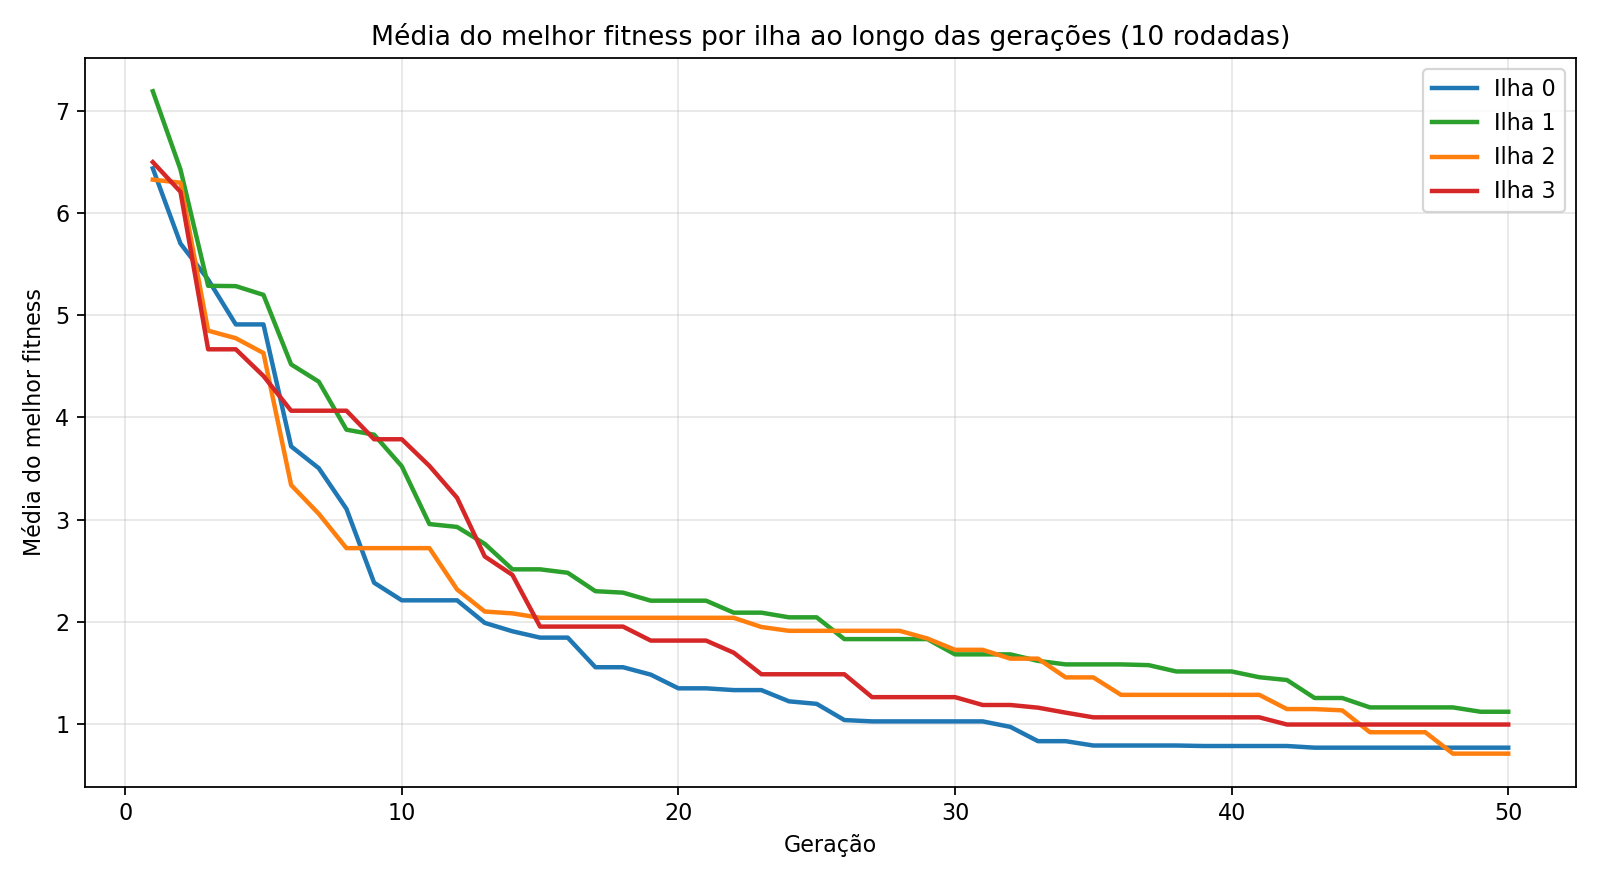 Média do melhor fitness por ilha ao longo das gerações (10 rodadas)
Ilha 0
Ilha 1
Ilha 2
Ilha 3
Média do melhor fitness
7
6
5
4
3
2
1
0 10 20 30 40 50
Geração